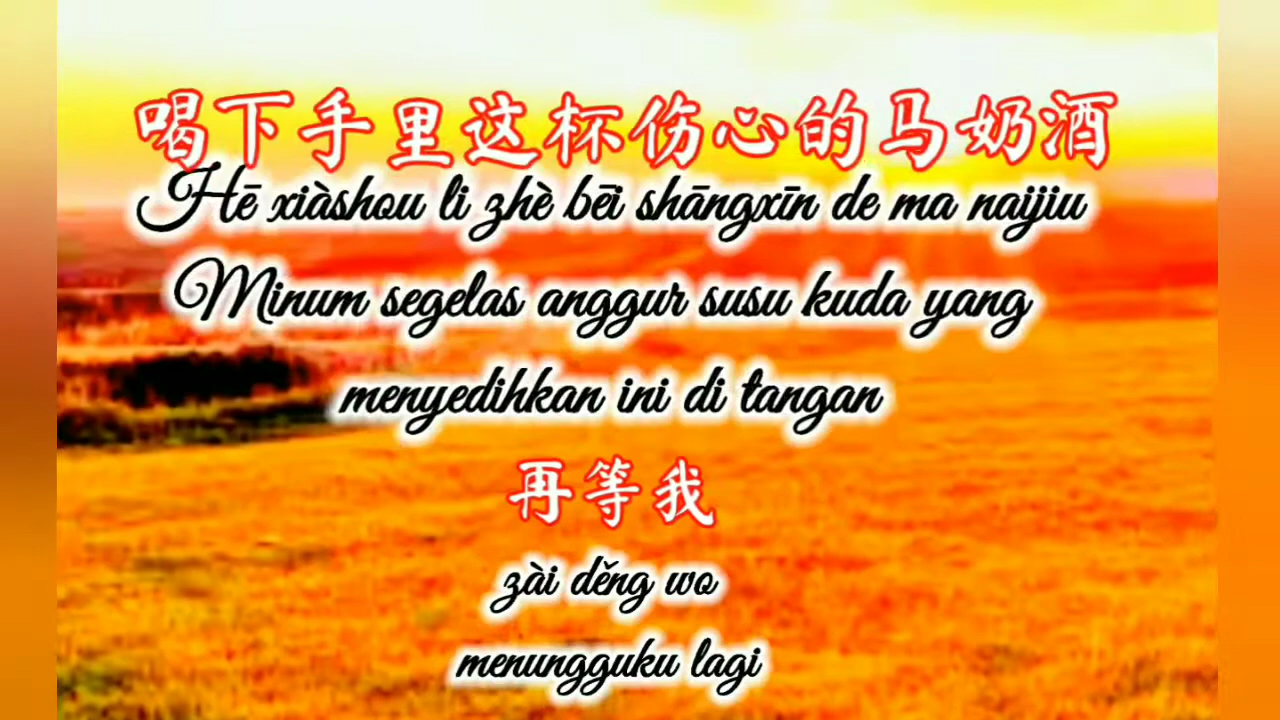 喝下手里这杯伤心的马奶酒
Hē xiàshou li zhè bēi shāngxīn de ma naijiu
Minum segelas anggur susu kuda yang
menyedihkan ini di tangan
再等我
zài děng wo
menungguku lagi